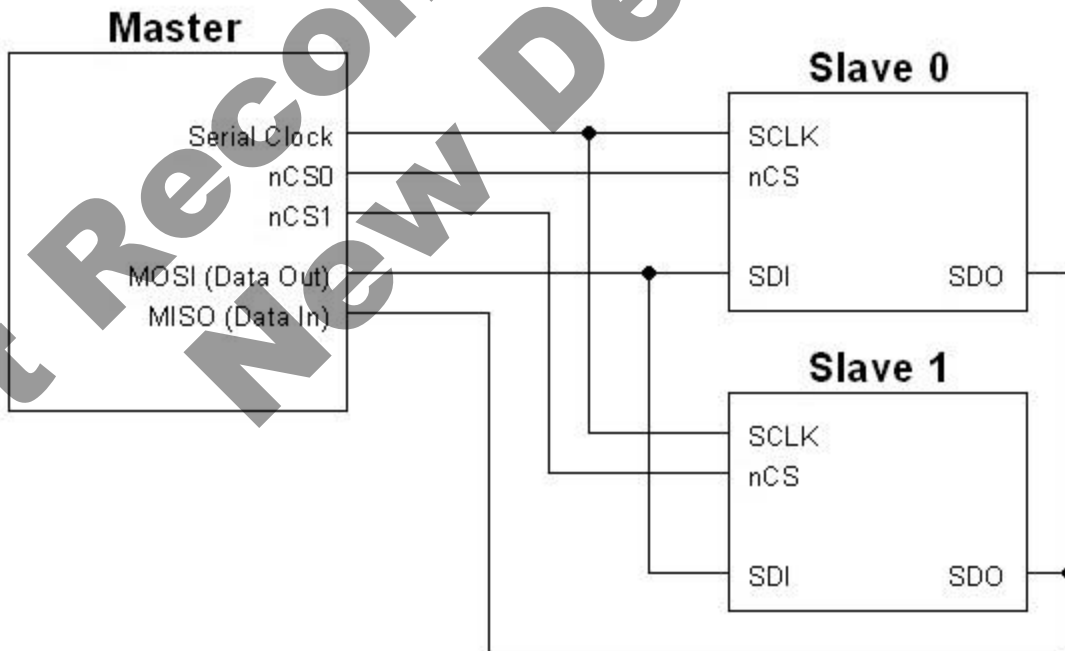 Master
Serial Clock
nCS0
nCS1
MOSI (Data Out)
MISO (Data In)
Slave 0
SCLK
nCS
SDI
SDO
Slave 1
SCLK
nCS
SDI
SDO
New